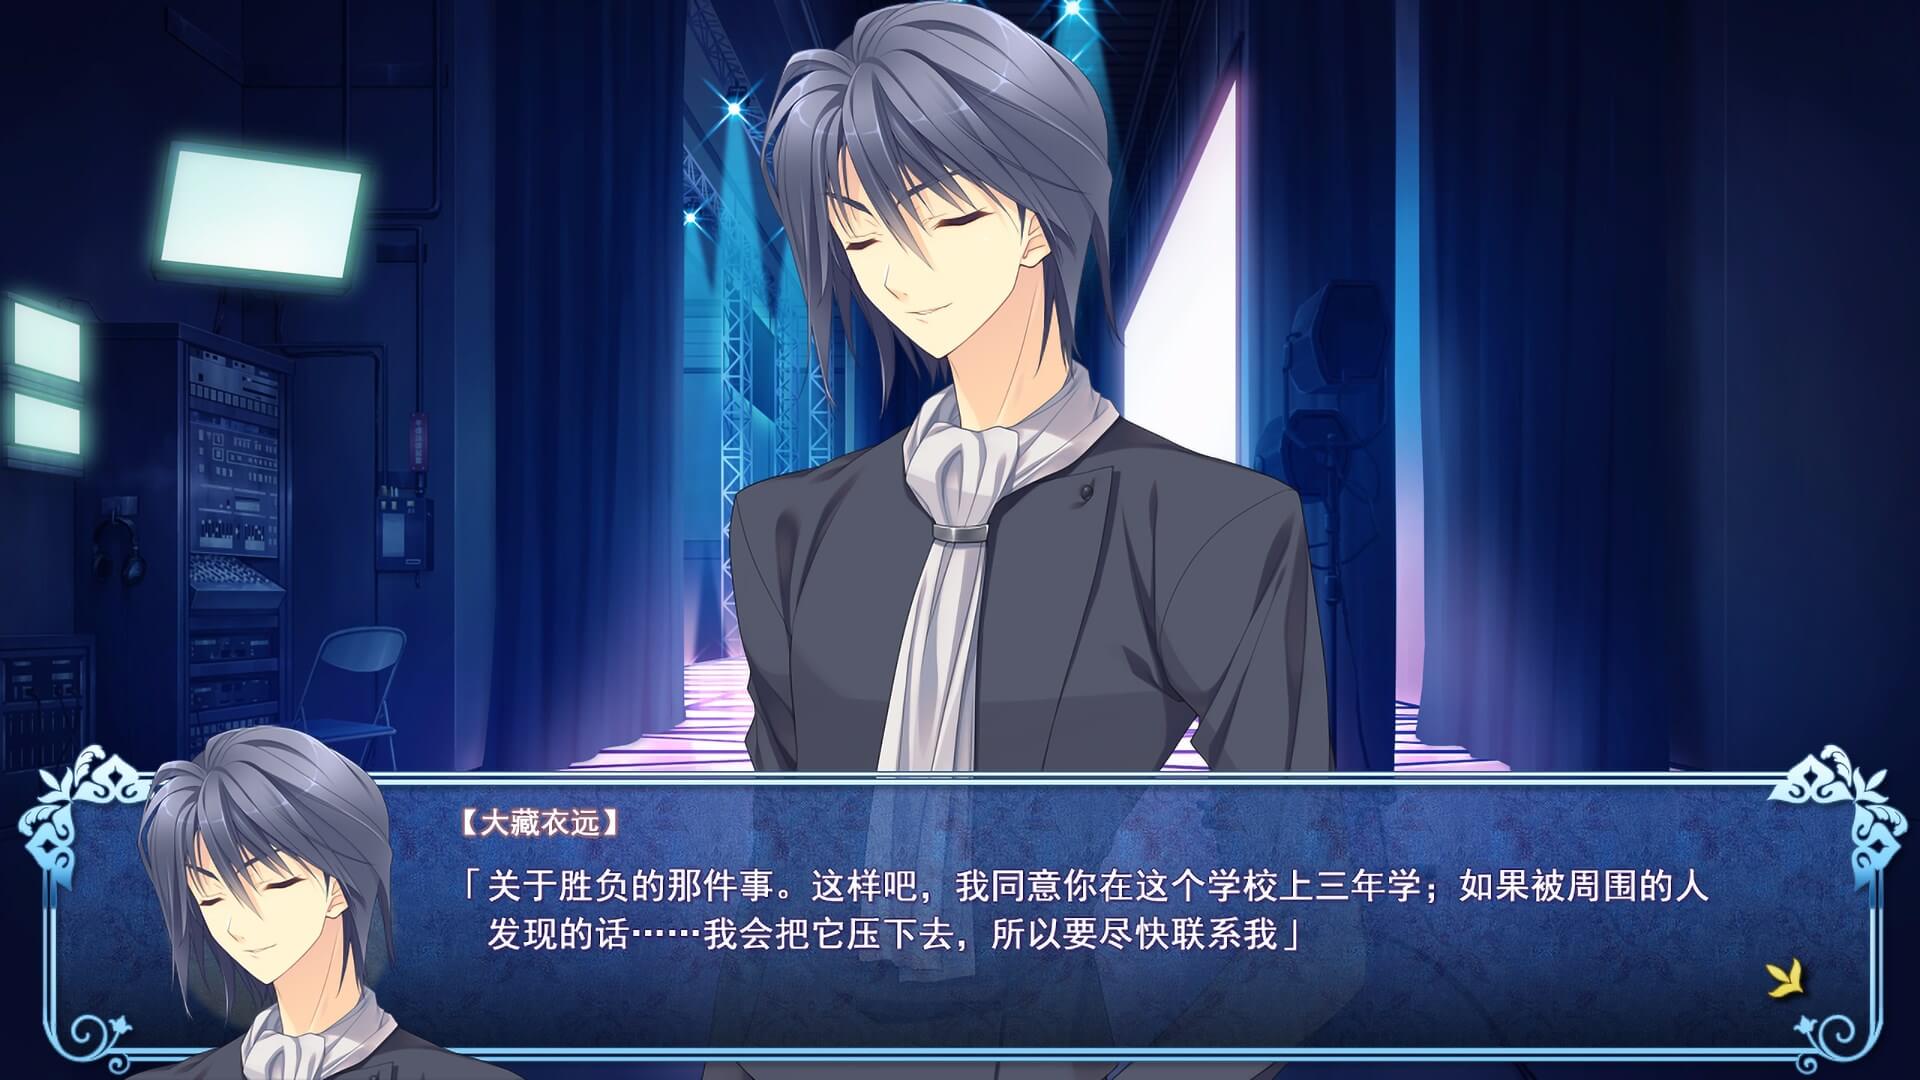 【大藏衣远】
「关于胜负的那件事。这样吧，我同意你在这个学校上三年学；如果被周围的人
发现的话……我会把它压下去，所以要尽快联系我」